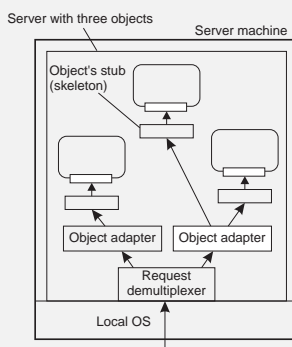 Server with three objects
Server machine
Object's stub
(skeleton)
Object adapter
Object adapter
Request
demultiplexer
Local OS